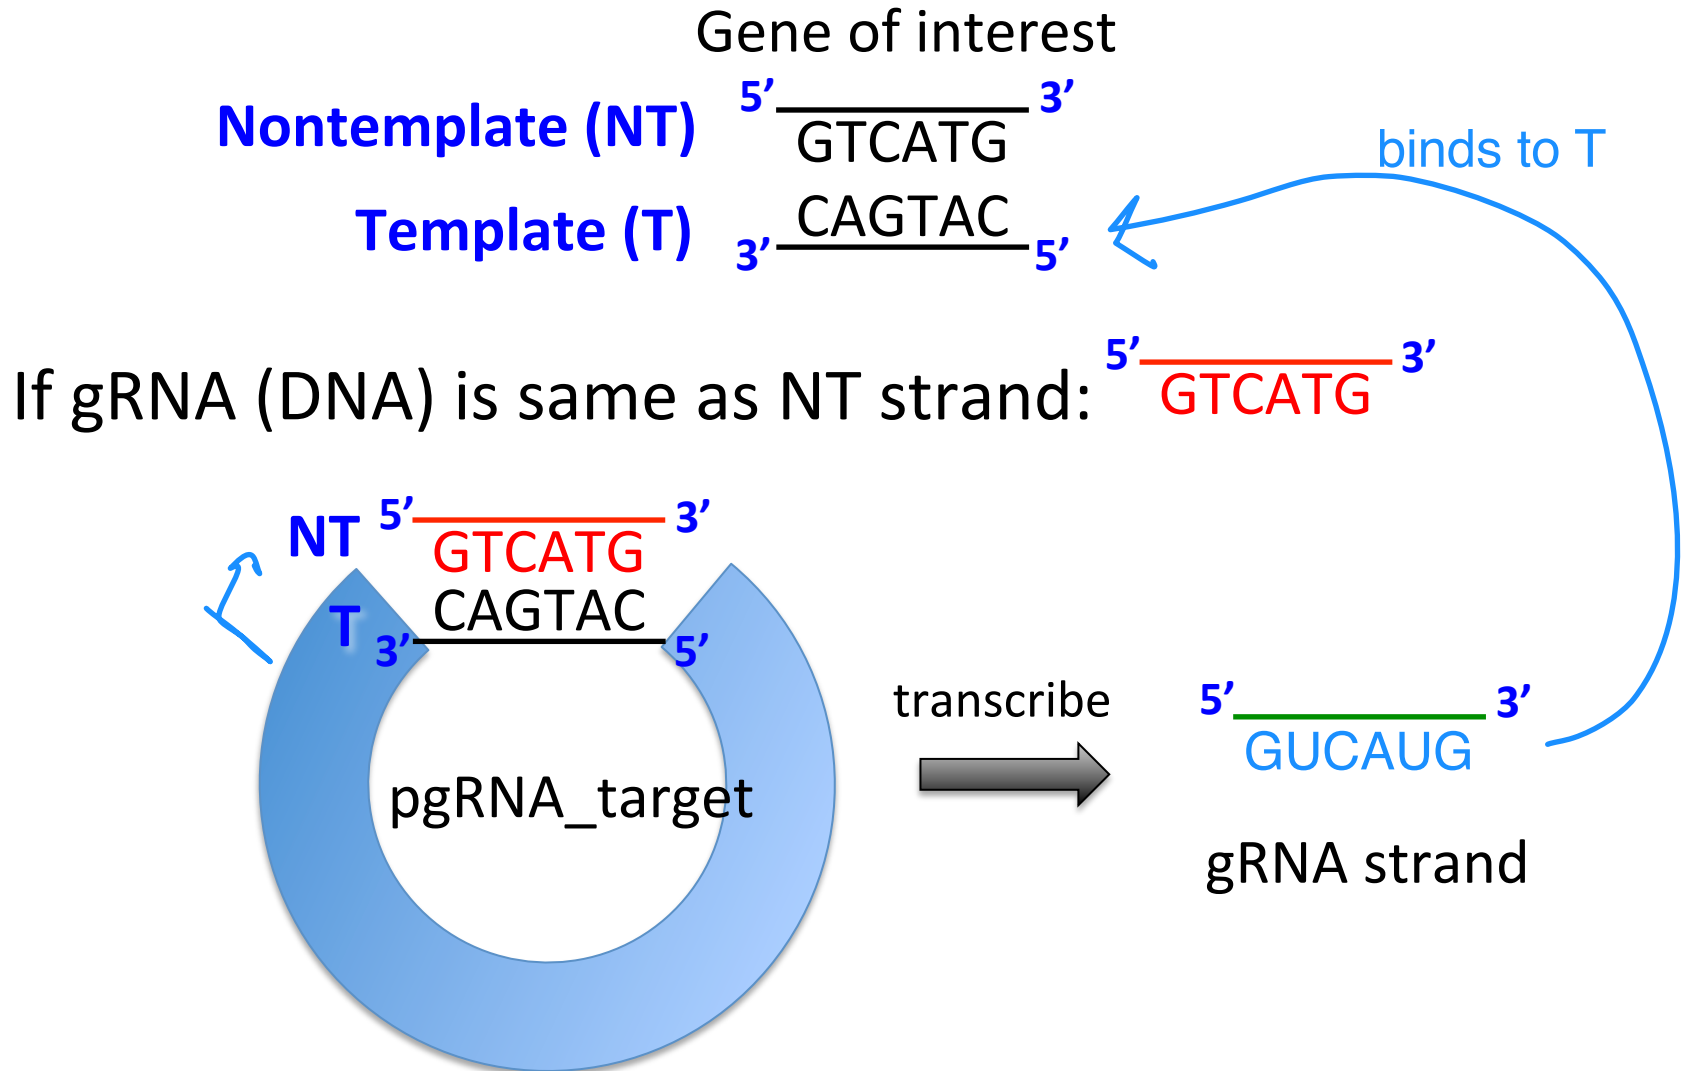 Gene of interest
Nontemplate (NT) 5’ 3’
GTCATG
binds to T
CAGTAC
Template (T) 3’ 5’
If gRNA (DNA) is same as NT strand: 5’ 3’
GTCATG
NT 5’ 3’
GTCATG
CAGTAC
T 3’ 5’
transcribe
5’ 3’
GUCAUG
pgRNA_target
gRNA strand